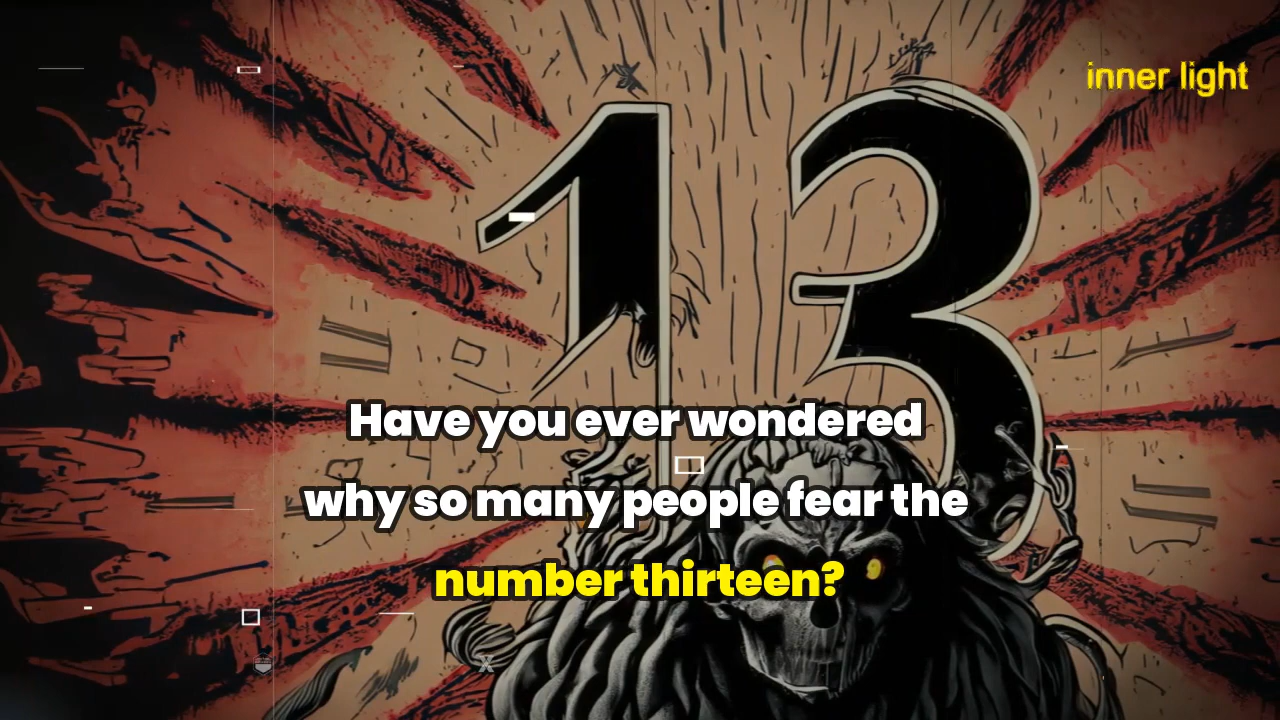 13
inner light
Have you ever wondered
why so many people fear the
number thirteen?